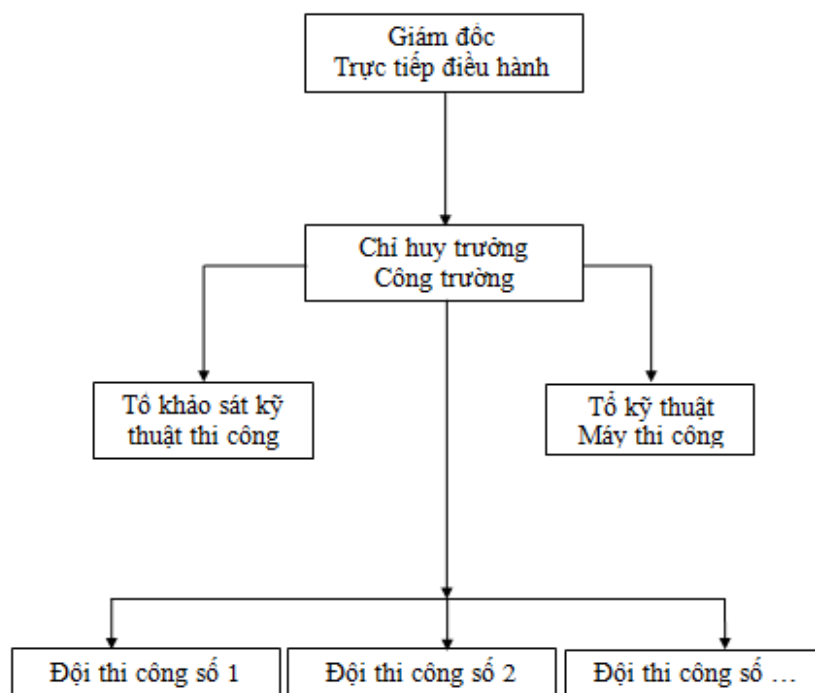 Giám đốc
Trực tiếp điều hành
Chỉ huy trưởng
Công trường
Tổ khảo sát kỹ
thuật thi công
Tổ kỹ thuật
Máy thi công
Đội thi công số 1
Đội thi công số 2
Đội thi công số ...